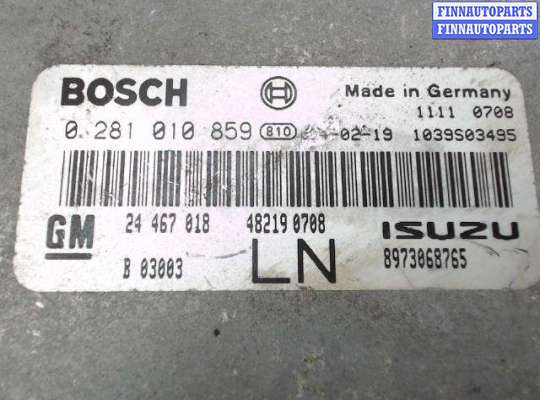 FINNAUTOPARTS
FINNAUTOPARTS
BOSCH
Made in Germany
1111 0708
0 281 010 859 810 -02-19 1039S03495
GM 24 467 018 48219 0708 ISUZU
B 03003 LN 8973068765